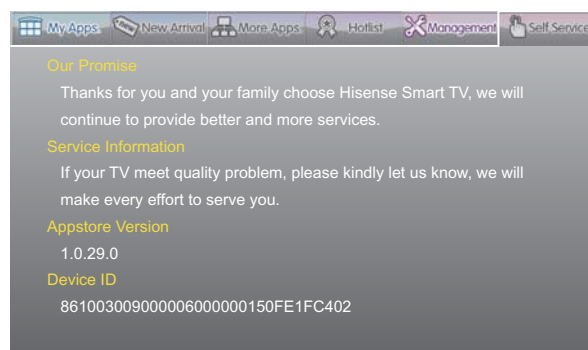 My Apps New Arrival More Apps Hotlist Management Self Service
Our Promise
Thanks for you and your family choose Hisense Smart TV, we will
continue to provide better and more services.
Service Information
If your TV meet quality problem, please kindly let us know, we will
make every effort to serve you.
Appstore Version
1.0.29.0
Device ID
861003009000006000000150FE1FC402